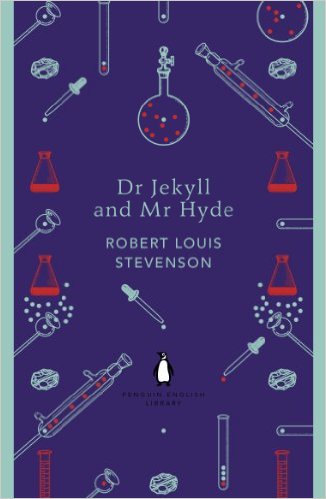 Dr Jekyll
and Mr Hyde
ROBERT LOUIS
STEVENSON
PENGUIN ENGLISH
LIBRARY